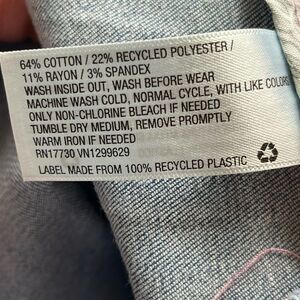 64% COTTON / 22% RECYCLED POLYESTER /
11% RAYON / 3% SPANDEX
WASH INSIDE OUT, WASH BEFORE WEAR
MACHINE WASH COLD, NORMAL CYCLE, WITH LIKE COLORS
ONLY NON-CHLORINE BLEACH IF NEEDED
TUMBLE DRY MEDIUM, REMOVE PROMPTLY
WARM IRON IF NEEDED
RN17730 VN1299629
LABEL MADE FROM 100% RECYCLED PLASTIC